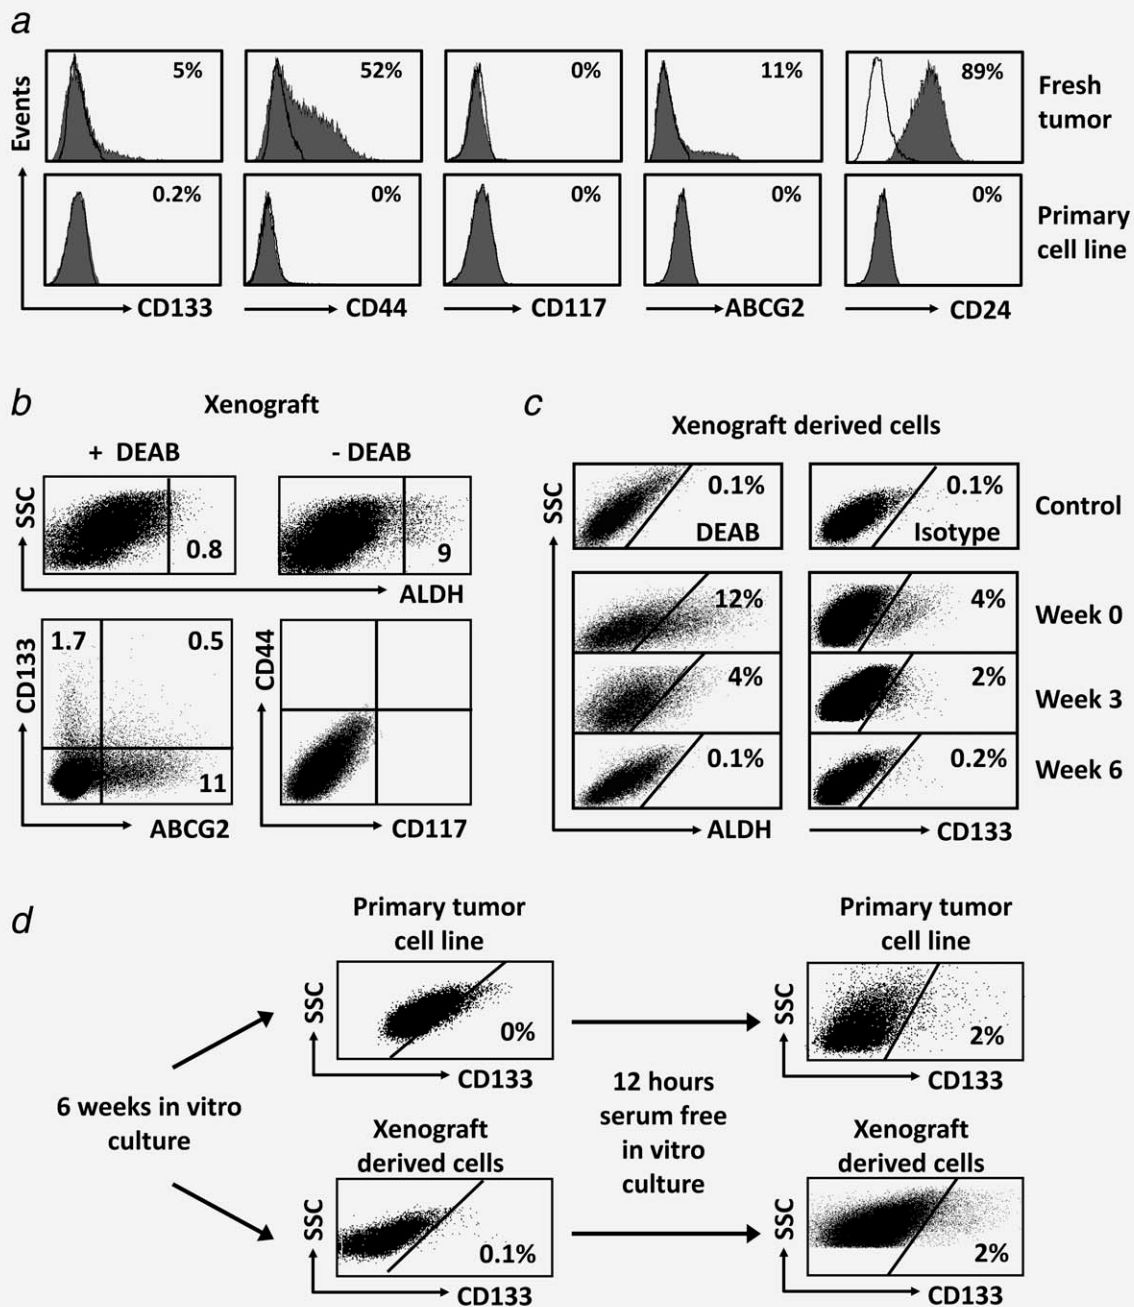 a
Events
5%
52%
0%
11%
89%
Fresh
tumor
0.2%
0%
0%
0%
0%
Primary
cell line
CD133
CD44
CD117
ABCG2
CD24
b
Xenograft
+ DEAB
- DEAB
SSC
0.8
9
ALDH
CD133
1.7
0.5
11
ABCG2
CD44
CD117
c
Xenograft derived cells
SSC
0.1%
DEAB
0.1%
Isotype
Control
12%
4%
Week 0
4%
2%
Week 3
0.1%
0.2%
Week 6
ALDH
CD133
d
6 weeks in vitro
culture
Primary tumor
cell line
SSC
0%
CD133
Xenograft
derived cells
SSC
0.1%
CD133
12 hours
serum free
in vitro
culture
Primary tumor
cell line
SSC
2%
CD133
Xenograft
derived cells
SSC
2%
CD133